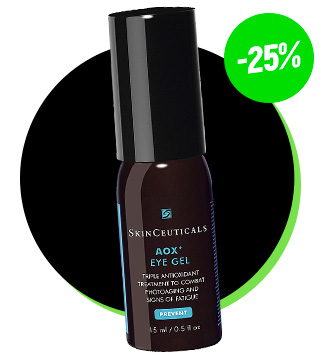 -25%
SKINCEUTICALS
AOX+
EYE GEL
TRIPLE ANTIOXIDANT
TREATMENT TO COMBAT
PHOTOAGING AND
SIGNS OF FATIGUE
PREVENT
15 ml / 0.5 fl oz